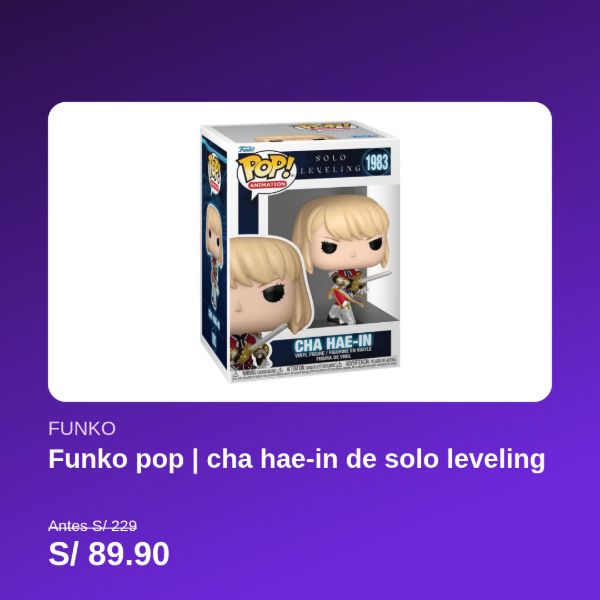 Funko
POP!
ANIMATION
SOLO
LEVELING
1983
POP!
CHA HAE-IN
VINYL FIGURE / FIGURINE EN VINYLE
FIGURA DE VINIL
FUNKO
Funko pop | cha hae-in de solo leveling
Antes S/ 229
S/ 89.90